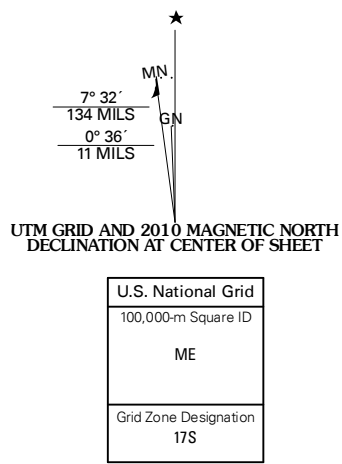 MN
GN
7° 32´
134 MILS
0° 36´
11 MILS
UTM GRID AND 2010 MAGNETIC NORTH
DECLINATION AT CENTER OF SHEET
U.S. National Grid
100,000-m Square ID
ME
Grid Zone Designation
17S